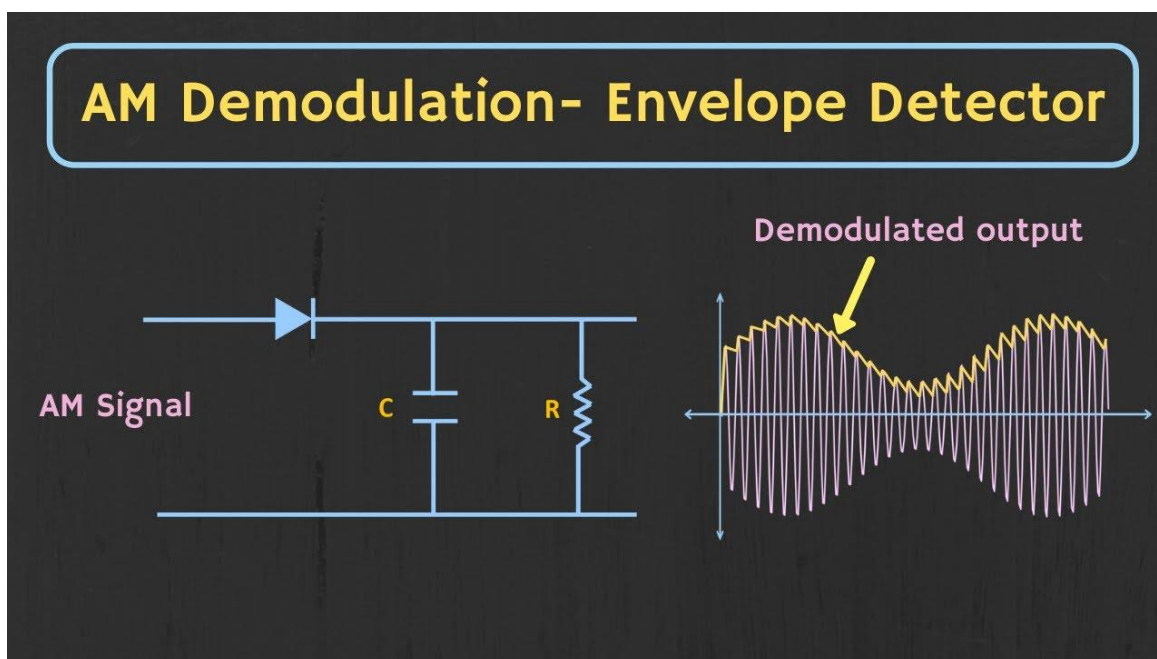 AM Demodulation- Envelope Detector
Demodulated output
AM Signal
C
R